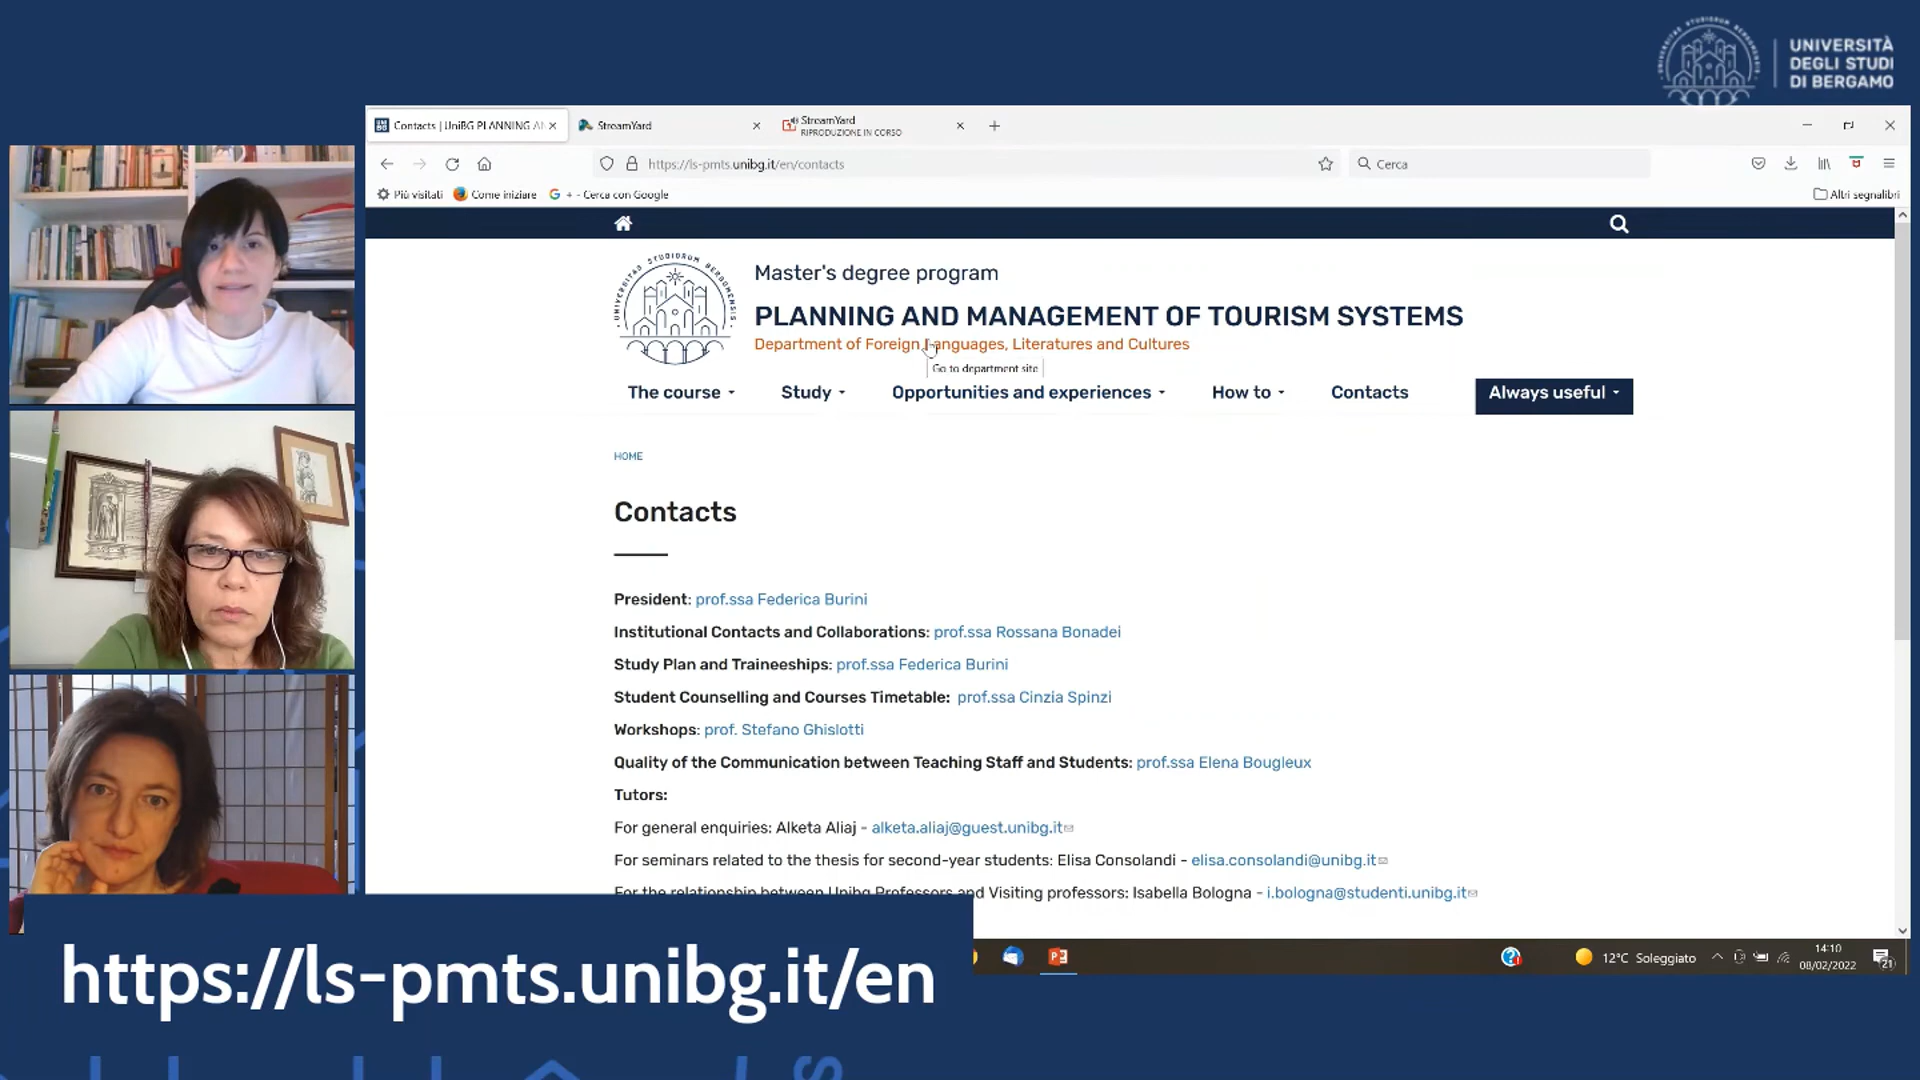 UNIVERSITÀ
DEGLI STUDI
DI BERGAMO
Contacts | UniBG PLANNING AN
StreamYard
StreamYard
RIPRODUZIONE IN CORSO
https://ls-pmts.unibg.it/en/contacts
Cerca
Più visitati
Come iniziare
+ - Cerca con Google
Altri segnalibri
Master's degree program
PLANNING AND MANAGEMENT OF TOURISM SYSTEMS
Department of Foreign Languages, Literatures and Cultures
Go to department site
The course
Study
Opportunities and experiences
How to
Contacts
Always useful
HOME
Contacts
President: prof.ssa Federica Burini
Institutional Contacts and Collaborations: prof.ssa Rossana Bonadei
Study Plan and Traineeships: prof.ssa Federica Burini
Student Counselling and Courses Timetable: prof.ssa Cinzia Spinzi
Workshops: prof. Stefano Ghislotti
Quality of the Communication between Teaching Staff and Students: prof.ssa Elena Bougleux
Tutors:
For general enquiries: Alketa Aliaj - alketa.aliaj@guest.unibg.it
For seminars related to the thesis for second-year students: Elisa Consolandi - elisa.consolandi@unibg.it
For the relationship between Unibg Professors and Visiting professors: Isabella Bologna - i.bologna@studenti.unibg.it
https://ls-pmts.unibg.it/en
12°C Soleggiato
14:10
08/02/2022
21